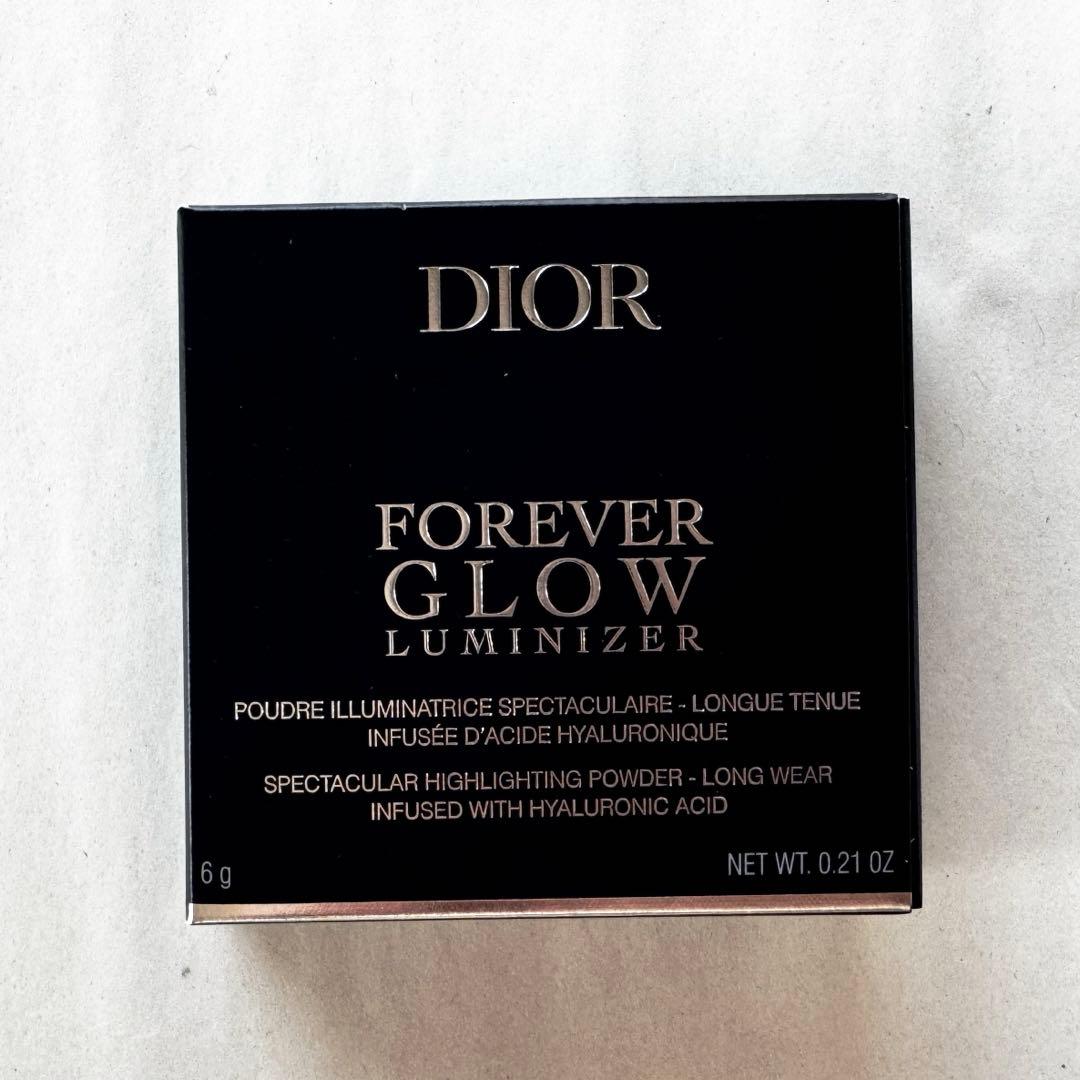 DIOR
FOREVER
GLOW
LUMINIZER
POUDRE ILLUMINATRICE SPECTACULAIRE - LONGUE TENUE
INFUSÉE D'ACIDE HYALURONIQUE
SPECTACULAR HIGHLIGHTING POWDER - LONG WEAR
INFUSED WITH HYALURONIC ACID
6 g
NET WT. 0.21 OZ